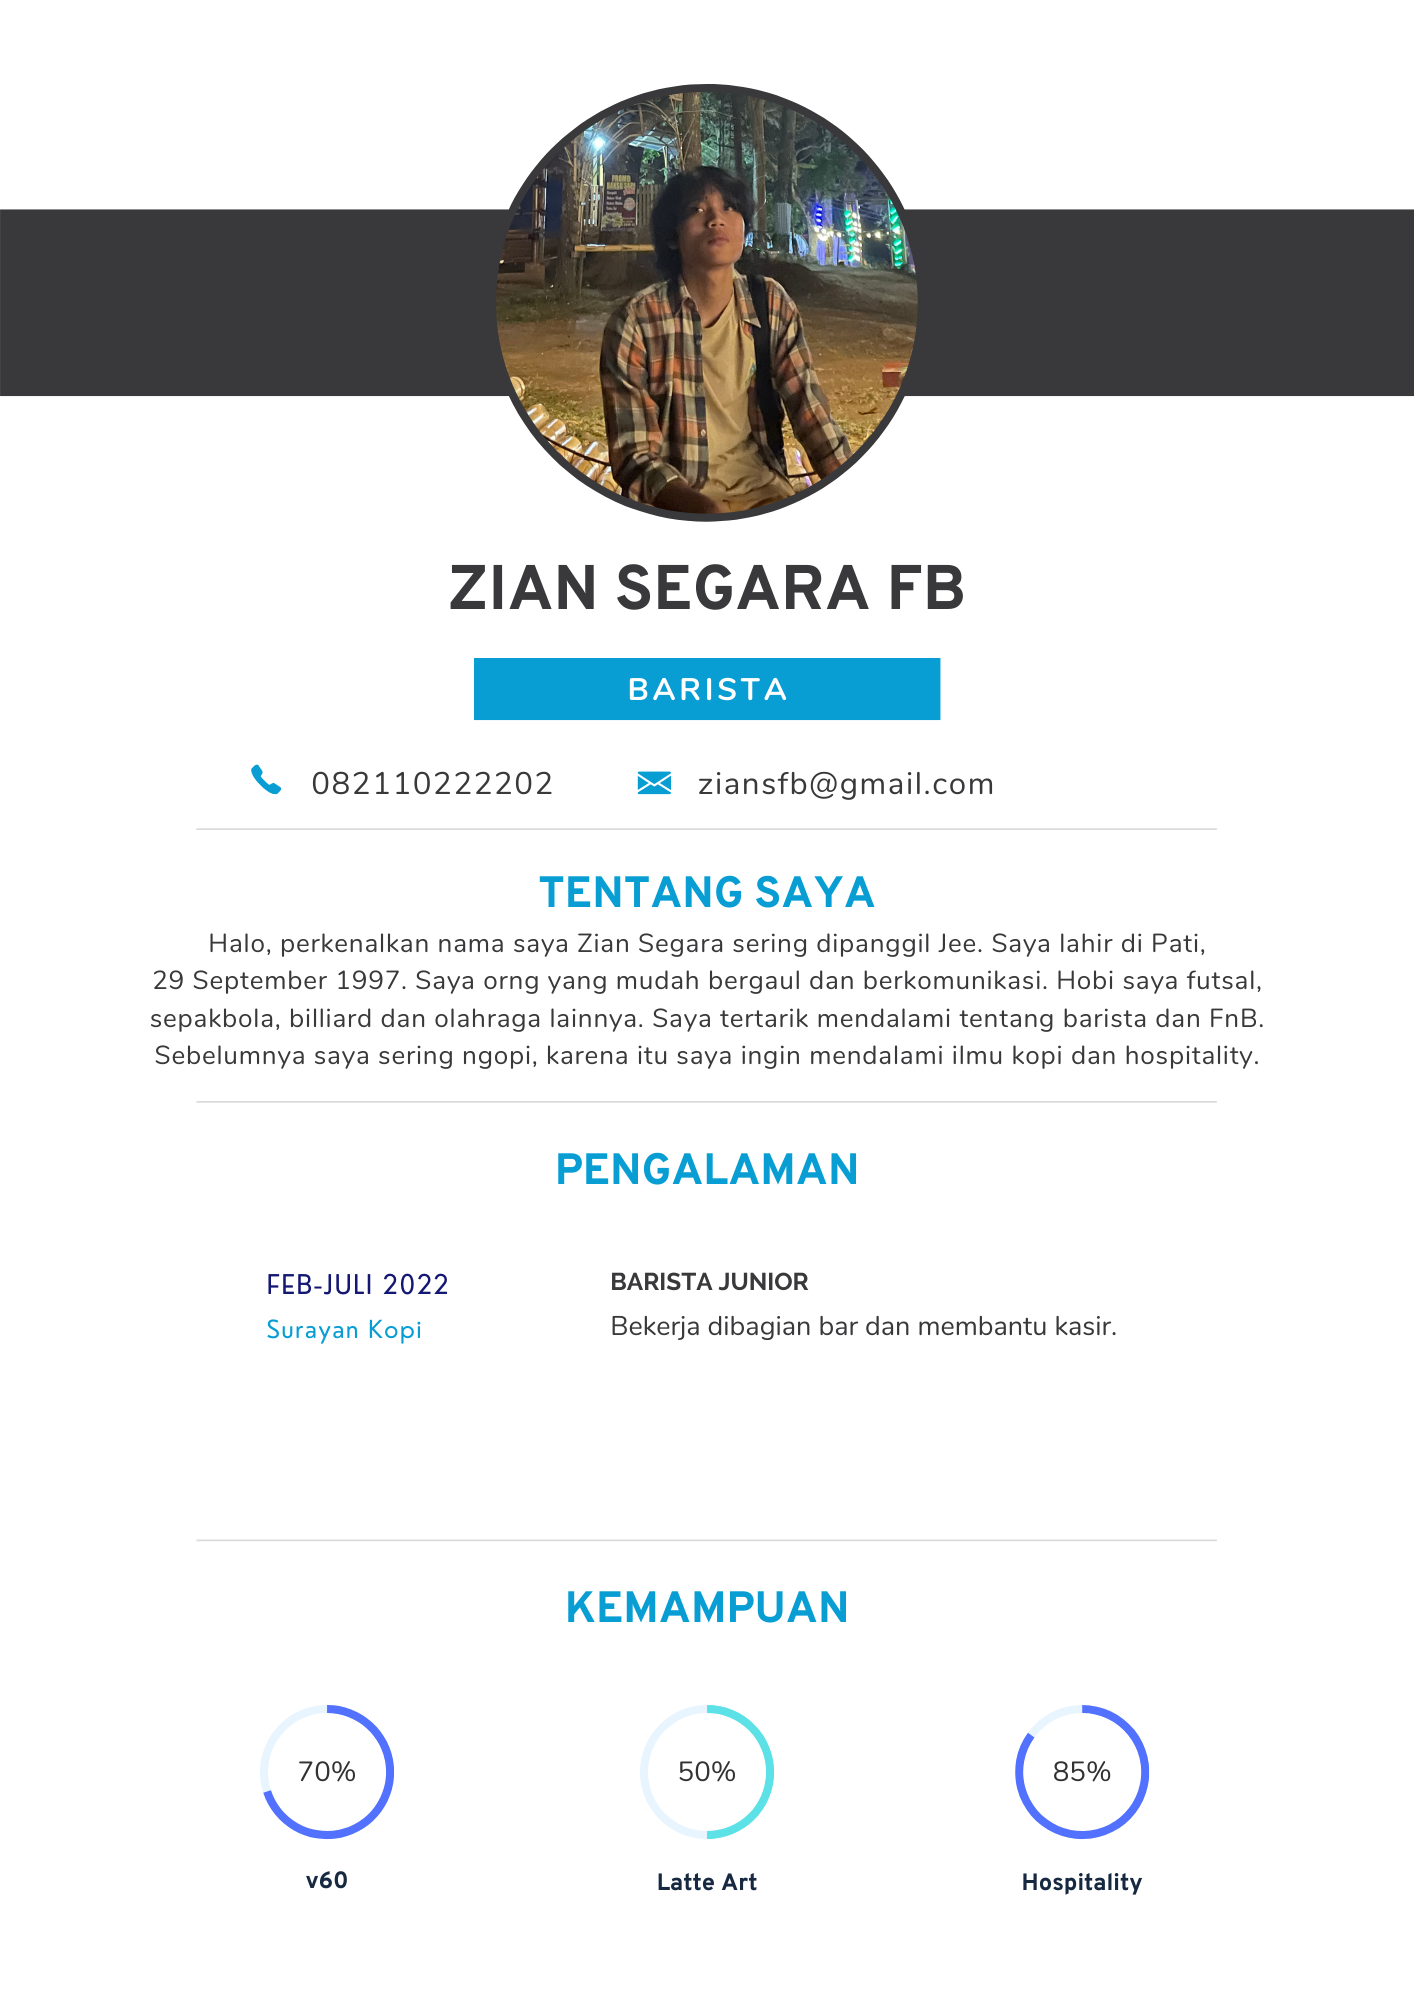 PROMO
ZIAN SEGARA FB
BARISTA
082110222202
ziansfb@gmail.com
TENTANG SAYA
Halo, perkenalkan nama saya Zian Segara sering dipanggil Jee. Saya lahir di Pati,
29 September 1997. Saya orng yang mudah bergaul dan berkomunikasi. Hobi saya futsal,
sepakbola, billiard dan olahraga lainnya. Saya tertarik mendalami tentang barista dan FnB.
Sebelumnya saya sering ngopi, karena itu saya ingin mendalami ilmu kopi dan hospitality.
PENGALAMAN
FEB-JULI 2022
Surayan Kopi
BARISTA JUNIOR
Bekerja dibagian bar dan membantu kasir.
KEMAMPUAN
70%
50%
85%
v60
Latte Art
Hospitality